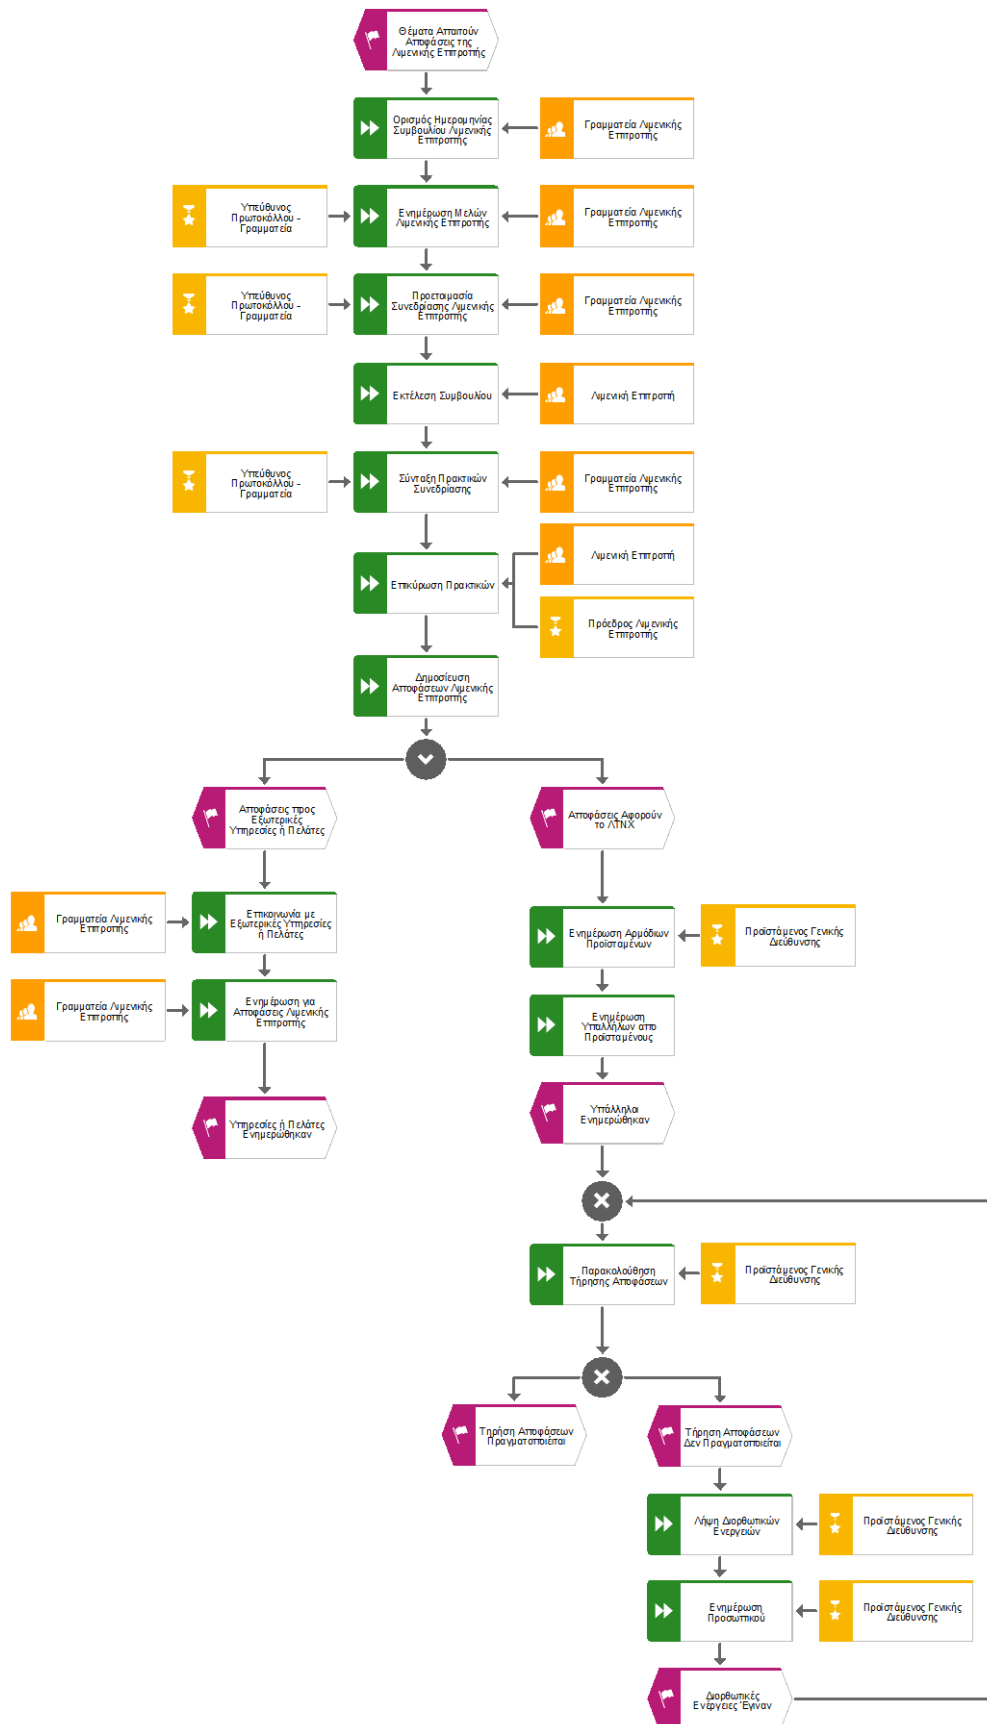 Θέματα Απαιτούν
Αποφάσεις της
Λιμενικής Επιτροπής
Ορισμός Ημερομηνίας
Συμβουλίου Λιμενικής
Επιτροπής
Γραμματεία Λιμενικής
Επιτροπής
Υπεύθυνος
Πρωτοκόλλου -
Γραμματεία
Ενημέρωση Μελών
Λιμενικής Επιτροπής
Γραμματεία Λιμενικής
Επιτροπής
Υπεύθυνος
Πρωτοκόλλου -
Γραμματεία
Προετοιμασία
Συνεδρίασης Λιμενικής
Επιτροπής
Γραμματεία Λιμενικής
Επιτροπής
Εκτέλεση Συμβουλίου
Λιμενική Επιτροπή
Υπεύθυνος
Πρωτοκόλλου -
Γραμματεία
Σύνταξη Πρακτικών
Συνεδρίασης
Γραμματεία Λιμενικής
Επιτροπής
Λιμενική Επιτροπή
Επικύρωση Πρακτικών
Πρόεδρος Λιμενικής
Επιτροπής
Δημοσίευση
Αποφάσεων Λιμενικής
Επιτροπής
Αποφάσεις προς
Εξωτερικές
Υπηρεσίες ή Πελάτες
Αποφάσεις Αφορούν
το ΛΤΝΧ
Γραμματεία Λιμενικής
Επιτροπής
Επικοινωνία με
Εξωτερικές Υπηρεσίες
ή Πελάτες
Ενημέρωση Αρμόδιων
Προϊσταμένων
Προϊστάμενος Γενικής
Διεύθυνσης
Γραμματεία Λιμενικής
Επιτροπής
Ενημέρωση για
Αποφάσεις Λιμενικής
Επιτροπής
Ενημέρωση
Υπαλλήλων απο
Προϊσταμένους
Υπηρεσίες ή Πελάτες
Ενημερώθηκαν
Υπάλληλοι
Ενημερώθηκαν
Παρακολούθηση
Τήρησης Αποφάσεων
Προϊστάμενος Γενικής
Διεύθυνσης
Τηρήση Αποφάσεων
Πραγματοποιείται
Τήρηση Αποφάσεων
Δεν Πραγματοποιείται
Λήψη Διορθωτικών
Ενεργειών
Προϊστάμενος Γενικής
Διεύθυνσης
Ενημέρωση
Προσωπικού
Προϊστάμενος Γενικής
Διεύθυνσης
Διορθωτικές
Ενέργειες Έγιναν